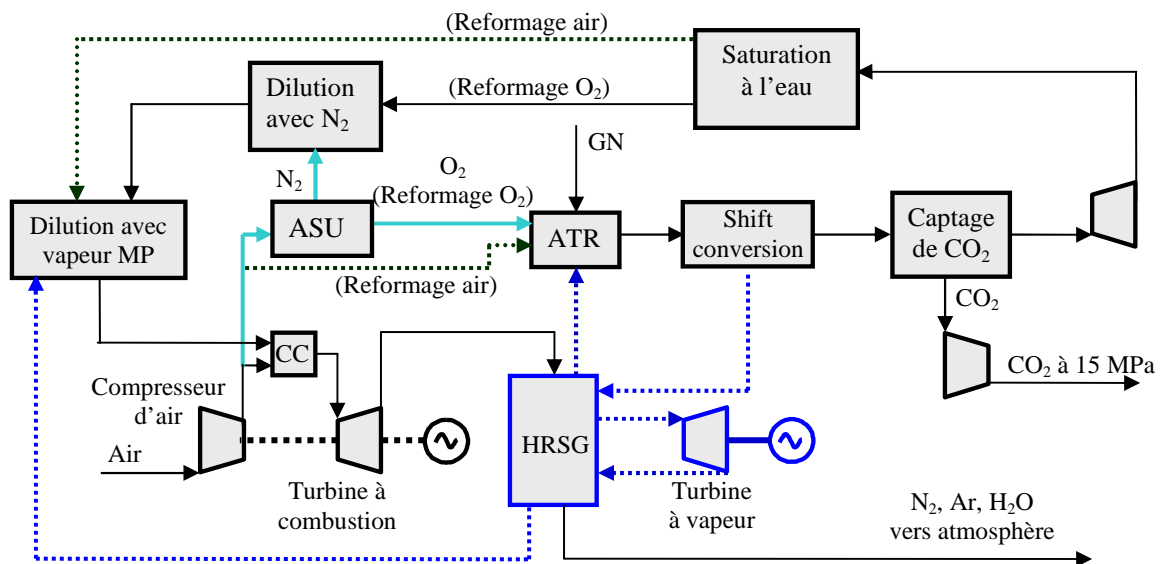 (Reformage air)
Saturation
à l’eau
Dilution
avec N₂
(Reformage O₂)
GN
N₂
O₂
(Reformage O₂)
Dilution avec
vapeur MP
ASU
ATR
Shift
conversion
Captage
de CO₂
(Reformage air)
CO₂
CC
CO₂ à 15 MPa
Compresseur
d’air
HRSG
Air
Turbine à
combustion
Turbine
à vapeur
N₂, Ar, H₂O
vers atmosphère